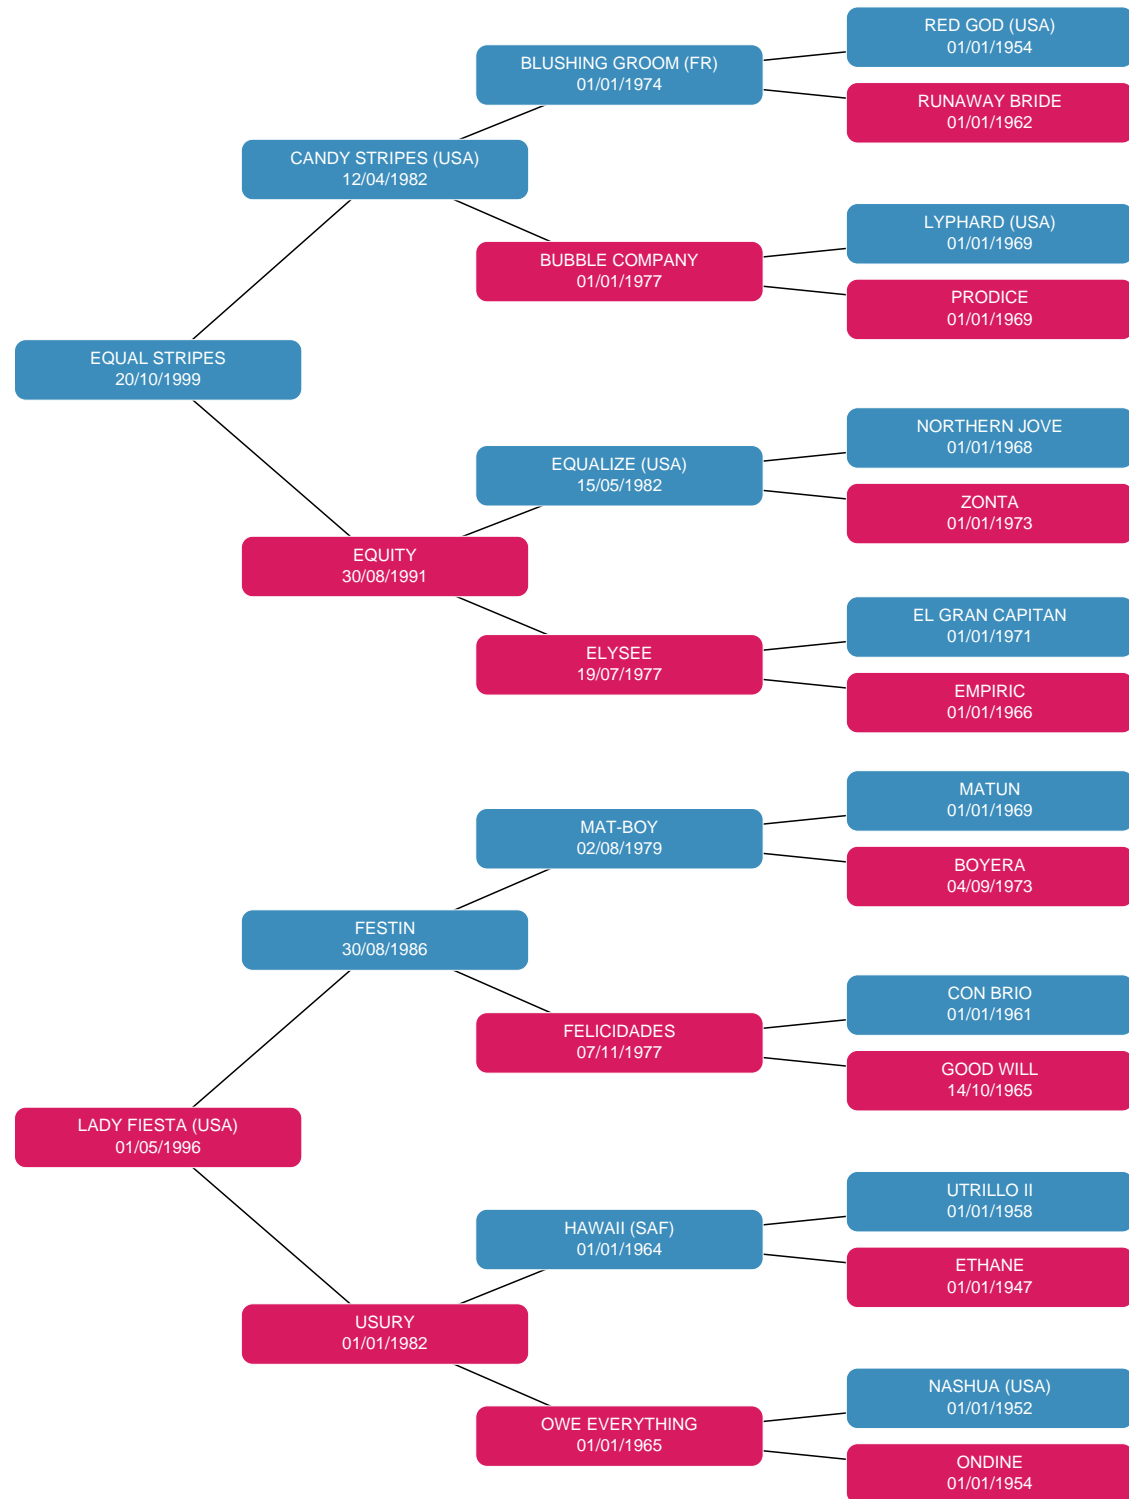 RED GOD (USA)
01/01/1954
BLUSHING GROOM (FR)
01/01/1974
RUNAWAY BRIDE
01/01/1962
CANDY STRIPES (USA)
12/04/1982
LYPHARD (USA)
01/01/1969
BUBBLE COMPANY
01/01/1977
PRODICE
01/01/1969
EQUAL STRIPES
20/10/1999
NORTHERN JOVE
01/01/1968
EQUALIZE (USA)
15/05/1982
ZONTA
01/01/1973
EQUITY
30/08/1991
EL GRAN CAPITAN
01/01/1971
ELYSEE
19/07/1977
EMPIRIC
01/01/1966
MATUN
01/01/1969
MAT-BOY
02/08/1979
BOYERA
04/09/1973
FESTIN
30/08/1986
CON BRIO
01/01/1961
FELICIDADES
07/11/1977
GOOD WILL
14/10/1965
LADY FIESTA (USA)
01/05/1996
UTRILLO II
01/01/1958
HAWAII (SAF)
01/01/1964
ETHANE
01/01/1947
USURY
01/01/1982
NASHUA (USA)
01/01/1952
OWE EVERYTHING
01/01/1965
ONDINE
01/01/1954